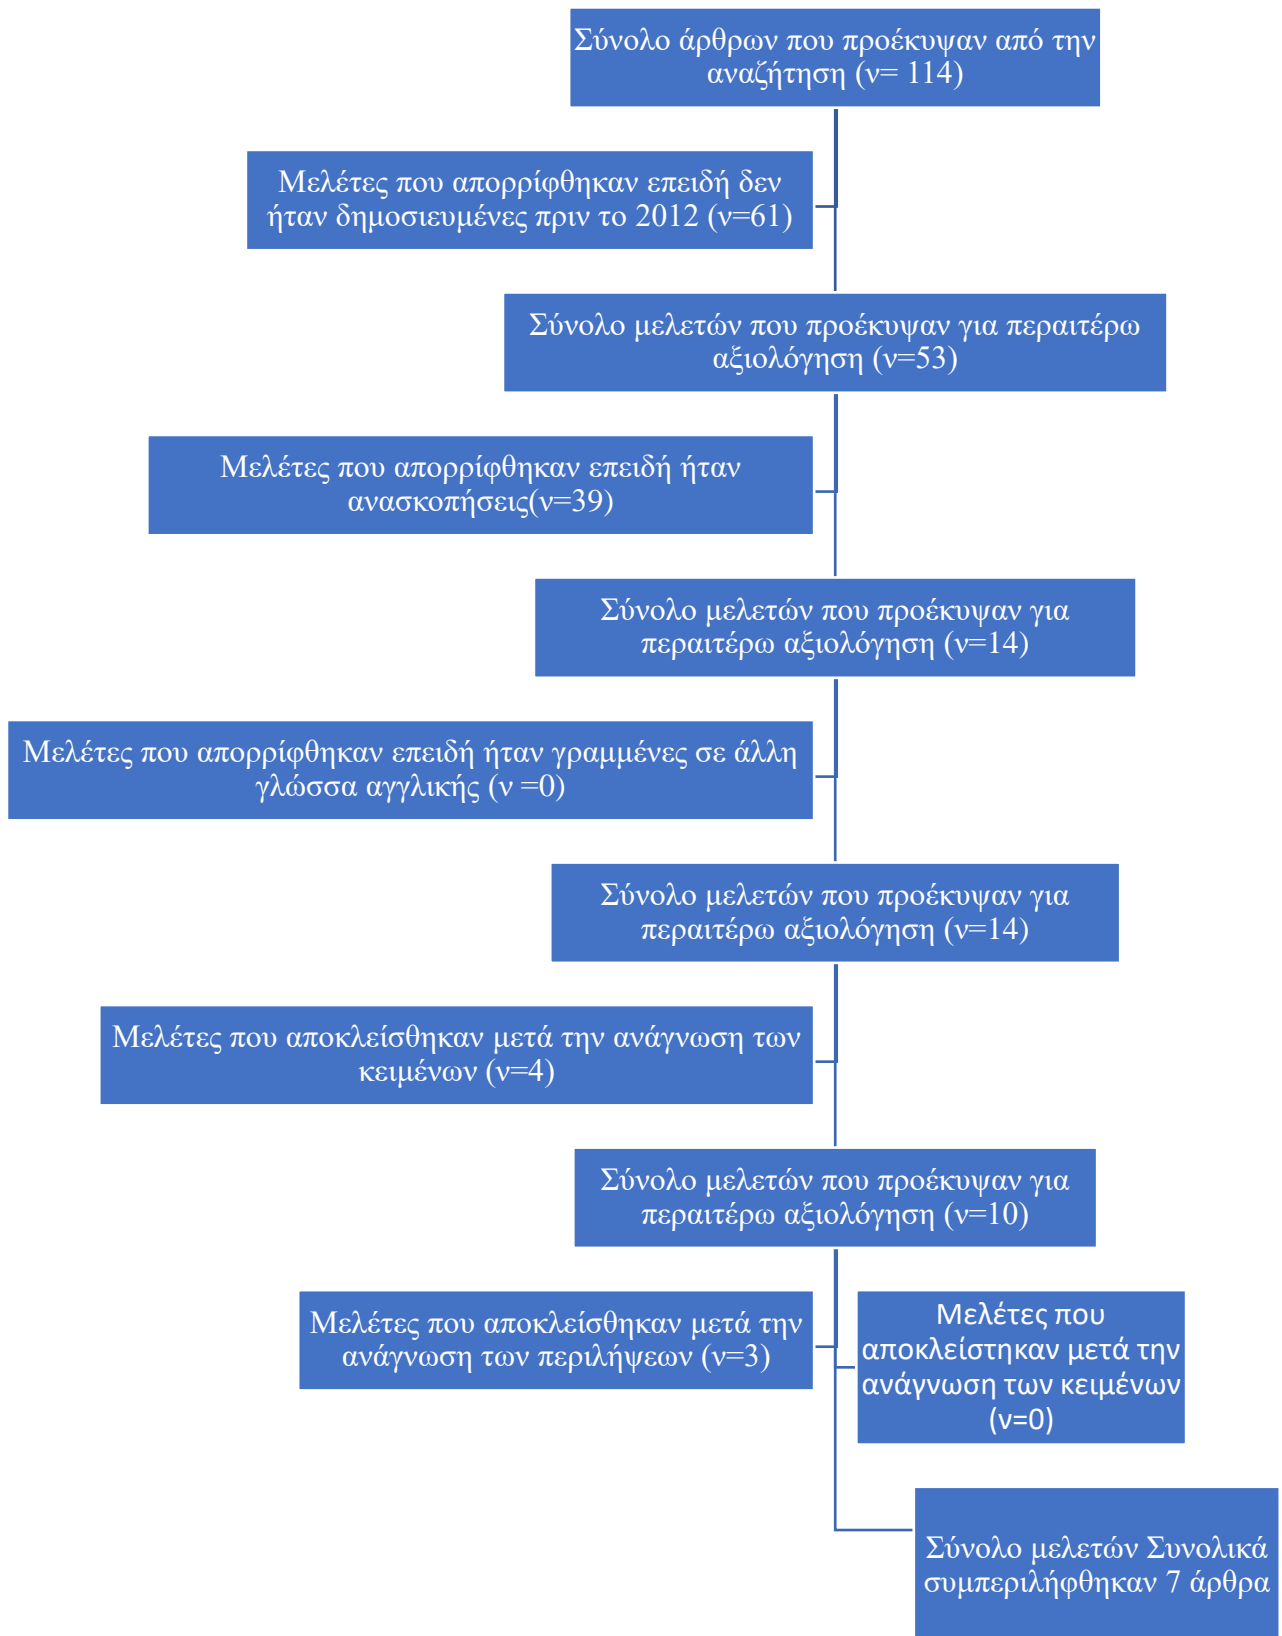 Σύνολο άρθρων που προέκυψαν από την
αναζήτηση (ν= 114)
Μελέτες που απορρίφθηκαν επειδή δεν
ήταν δημοσιευμένες πριν το 2012 (ν=61)
Σύνολο μελετών που προέκυψαν για περαιτέρω
αξιολόγηση (ν=53)
Μελέτες που απορρίφθηκαν επειδή ήταν
ανασκοπήσεις(ν=39)
Σύνολο μελετών που προέκυψαν για
περαιτέρω αξιολόγηση (ν=14)
Μελέτες που απορρίφθηκαν επειδή ήταν γραμμένες σε άλλη
γλώσσα αγγλικής (ν =0)
Σύνολο μελετών που προέκυψαν για
περαιτέρω αξιολόγηση (ν=14)
Μελέτες που αποκλείσθηκαν μετά την ανάγνωση των
κειμένων (ν=4)
Σύνολο μελετών που προέκυψαν για
περαιτέρω αξιολόγηση (ν=10)
Μελέτες που αποκλείσθηκαν μετά την
ανάγνωση των περιλήψεων (ν=3)
Μελέτες που
αποκλείστηκαν μετά την
ανάγνωση των κειμένων
(ν=0)
Σύνολο μελετών Συνολικά
συμπεριλήφθηκαν 7 άρθρα